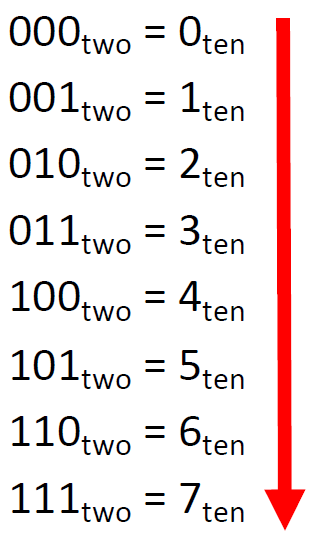 000two = 0ten
001two = 1ten
010two = 2ten
011two = 3ten
100two = 4ten
101two = 5ten
110two = 6ten
111two = 7ten